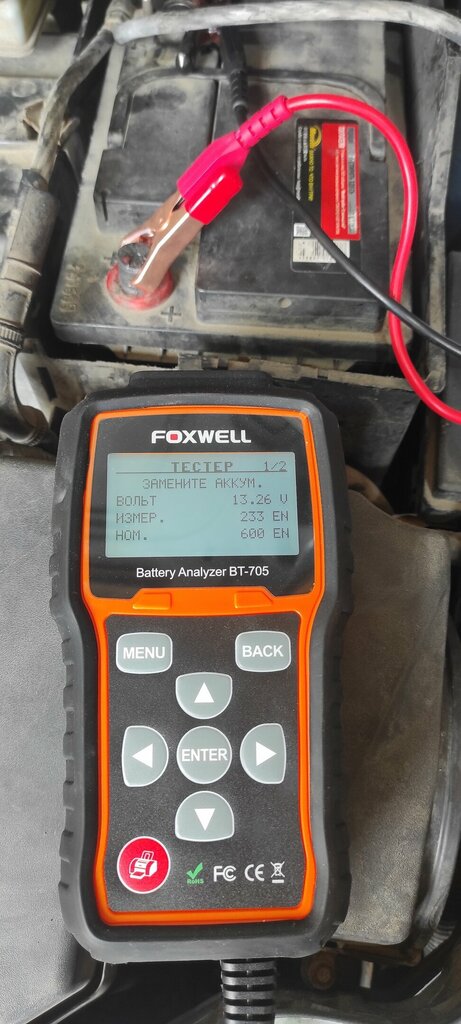 FOXWELL
ТЕСТЕР 1/2
ЗАМЕНИТЕ АККУМ.
ВОЛЬТ 13.26 V
ИЗМЕР. 233 EN
НОМ. 600 EN
Battery Analyzer BT-705
MENU
BACK
ENTER
RoHS FC CE